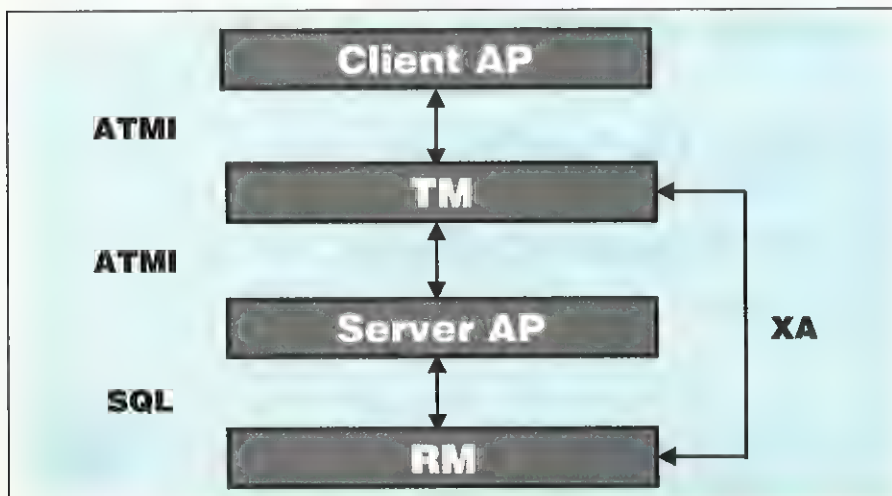 Client AP
ATMI
TM
ATMI
Server AP
XA
SQL
RM